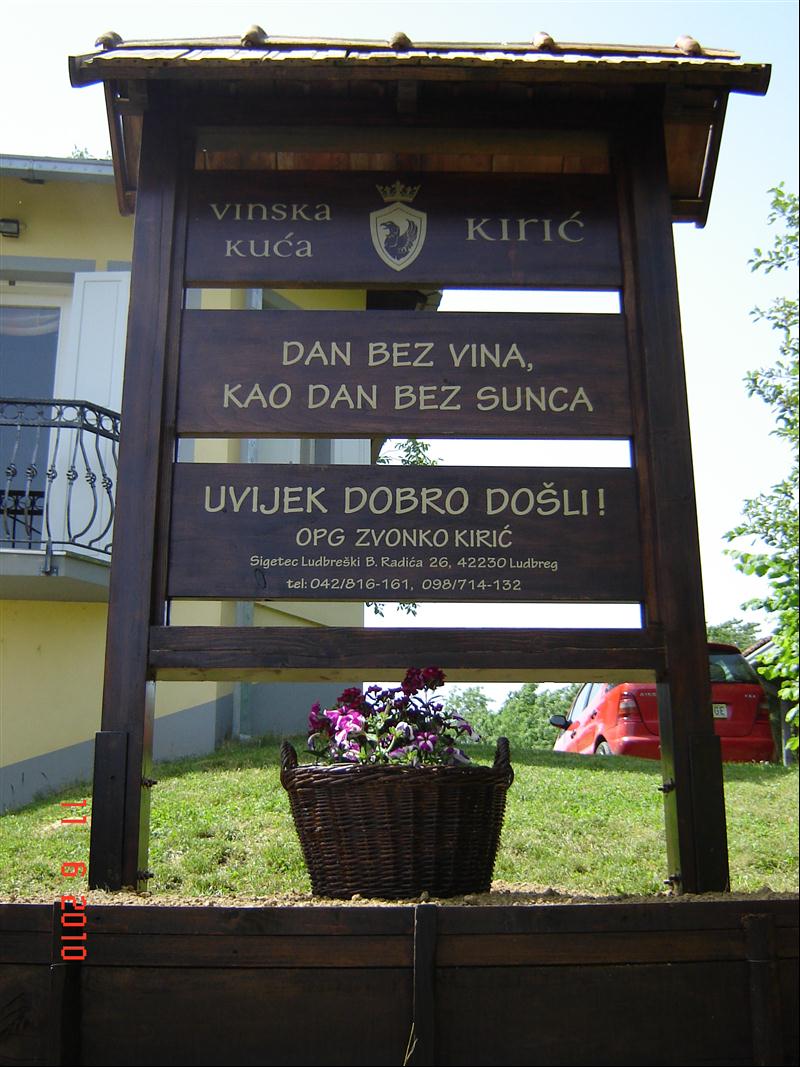 VINSKA
KUĆA
KIRIĆ
DAN BEZ VINA,
KAO DAN BEZ SUNCA
UVIJEK DOBRO DOŠLI!
OPG ZVONKO KIRIĆ
Sigetec Ludbreški B. Radića 26, 42230 Ludbreg
tel: 042/816-161, 098/714-132
11 6 2010